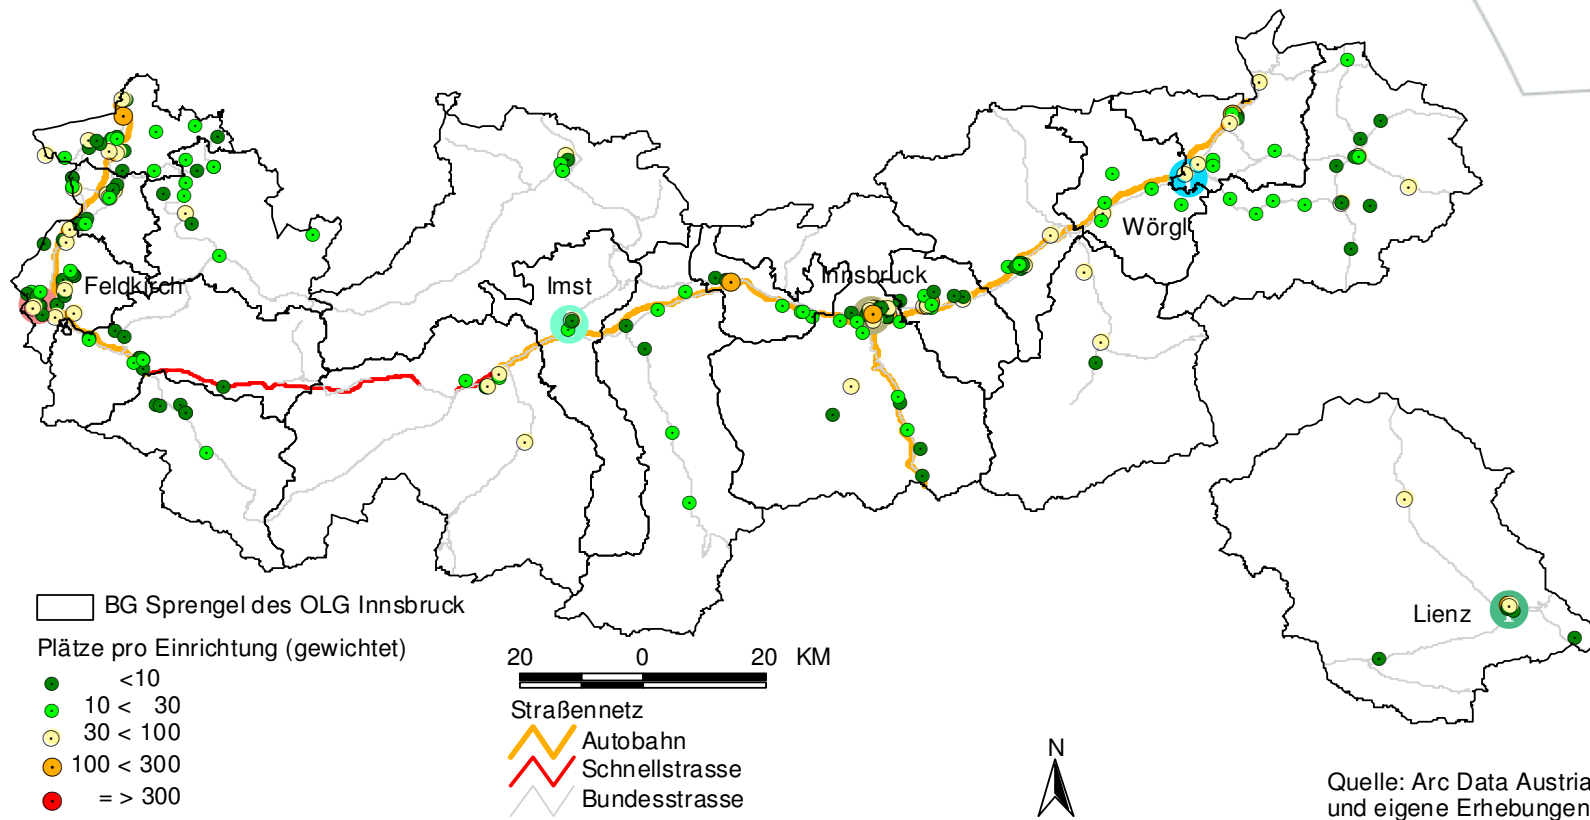 Feldkirch
Imst
Innsbruck
Wörgl
Lienz
BG Sprengel des OLG Innsbruck
Plätze pro Einrichtung (gewichtet)
<10
10 < 30
30 < 100
100 < 300
= > 300
20 0 20 KM
Straßennetz
Autobahn
Schnellstrasse
Bundesstrasse
N
Quelle: Arc Data Austria
und eigene Erhebungen